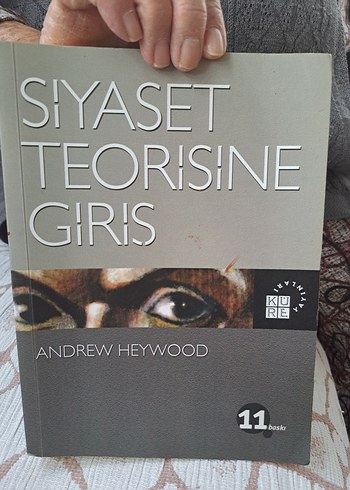 SİYASET
TEORİSİNE
GİRİŞ
KÜRE
YAYINLARI
ANDREW HEYWOOD
11. baskı